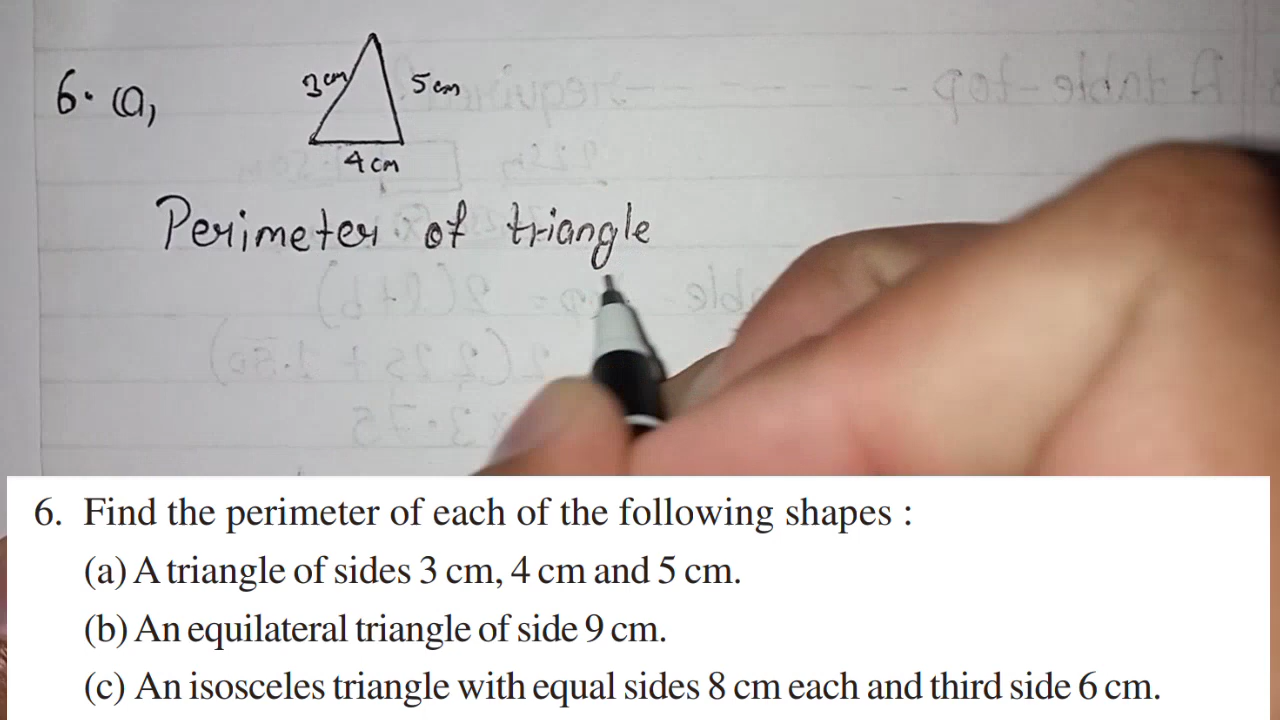 6. a,
3cm
5cm
4cm
Perimeter of triangle
6. Find the perimeter of each of the following shapes :
(a) A triangle of sides 3 cm, 4 cm and 5 cm.
(b) An equilateral triangle of side 9 cm.
(c) An isosceles triangle with equal sides 8 cm each and third side 6 cm.